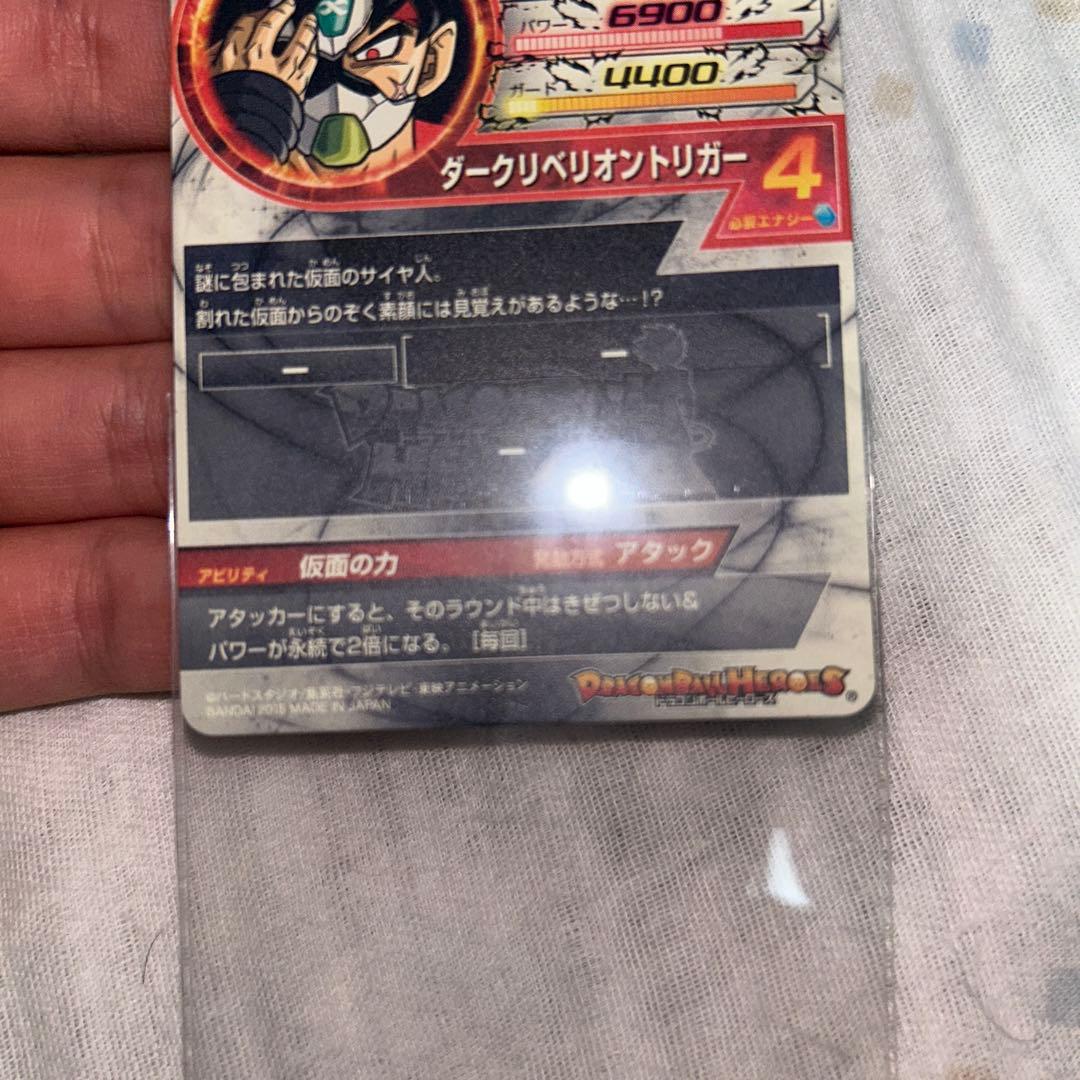 パワー 6900
ガード 4400
ダークリベリオントリガー 4
必要エナジー
謎に包まれた仮面のサイヤ人。
割れた仮面からのぞく素顔には見覚えがあるような…!?
ー ー
ー
アビリティ 仮面の力 発動方式 アタック
アタッカーにすると、そのラウンド中はきぜつしない&
パワーが永続で2倍になる。 [毎回]
©バードスタジオ/集英社・フジテレビ・東映アニメーション
BANDAI 2015 MADE IN JAPAN
DRAGONBALL HEROES®
ドラゴンボールヒーローズ